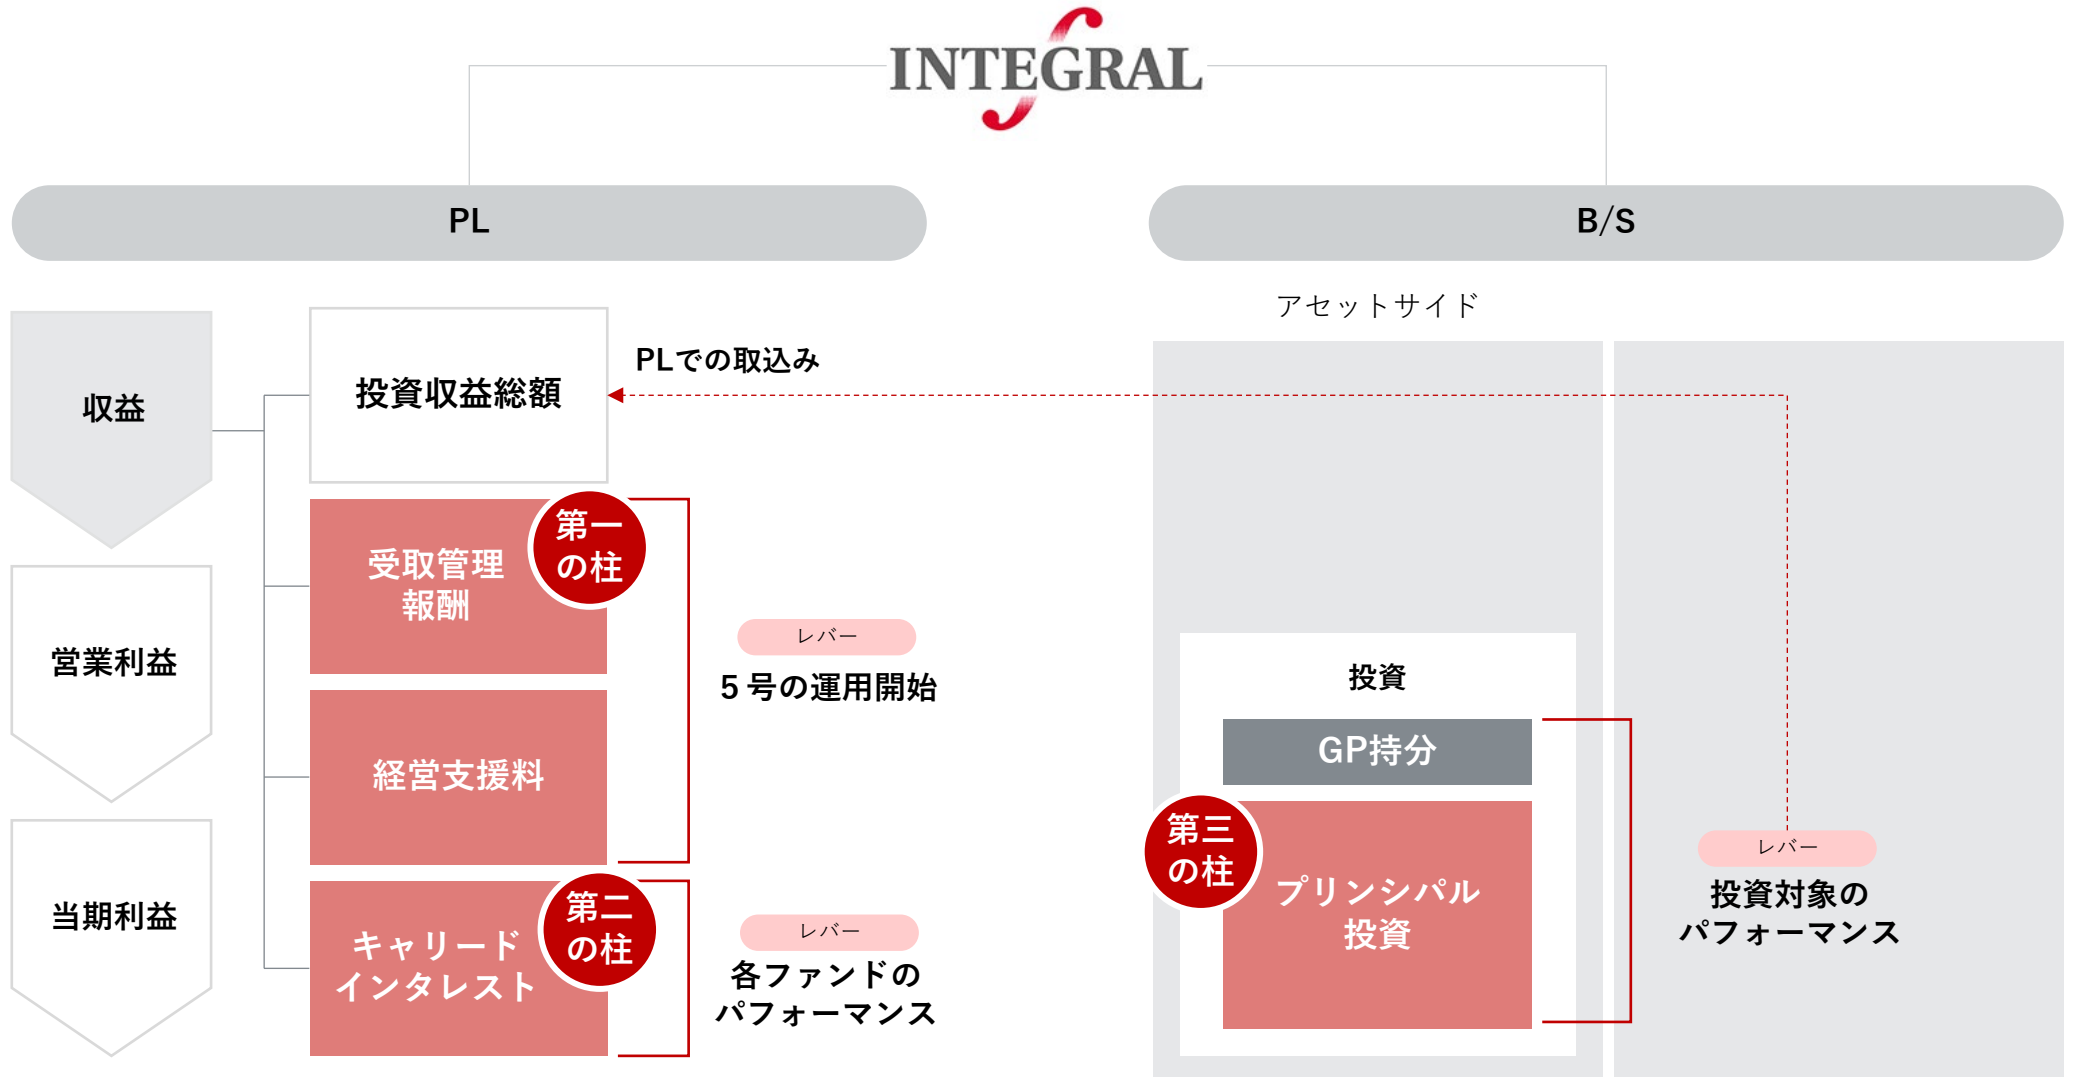 INTEGRAL
PL
収益
営業利益
当期利益
投資収益総額
PLでの取込み
第一
の柱
受取管理
報酬
経営支援料
レバー
５号の運用開始
第二
の柱
キャリード
インタレスト
レバー
各ファンドの
パフォーマンス
B/S
アセットサイド
投資
GP持分
第三
の柱
プリンシパル
投資
レバー
投資対象の
パフォーマンス